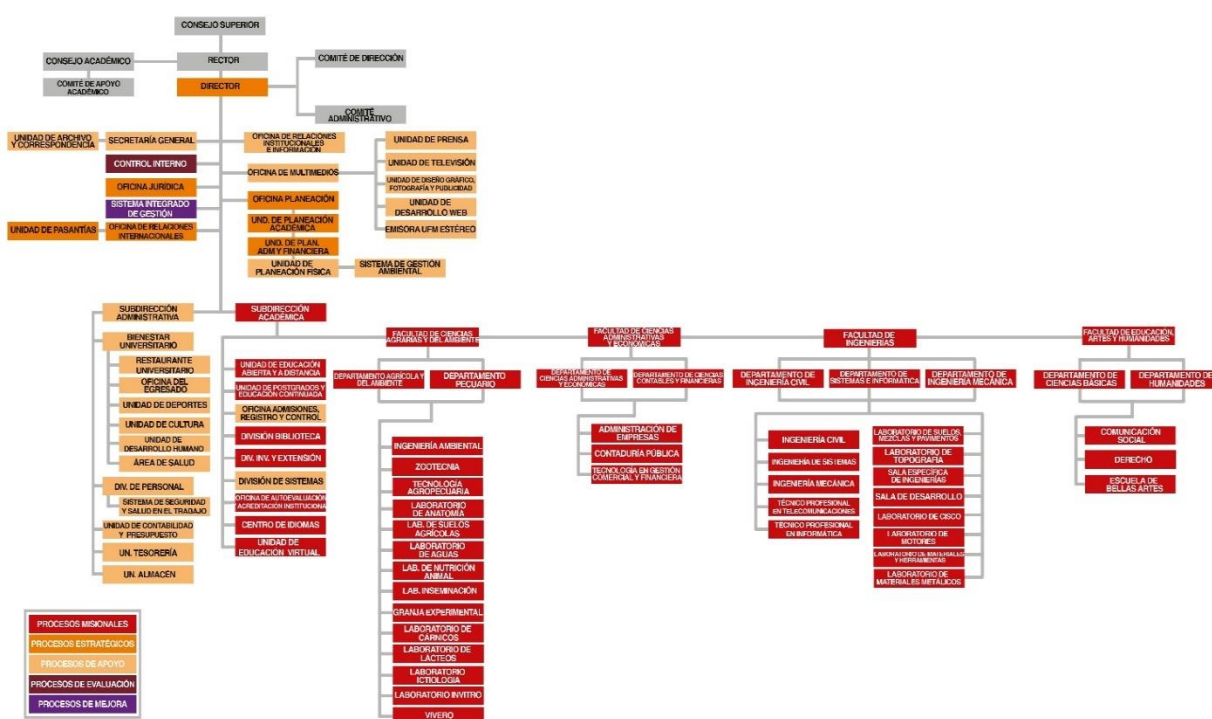 CONSEJO SUPERIOR
CONSEJO ACADÉMICO
RECTOR
COMITÉ DE DIRECCIÓN
COMITÉ DE APOYO
ACADÉMICO
DIRECTOR
COMITÉ
ADMINISTRATIVO
UNIDAD DE ARCHIVO
Y CORRESPONDENCIA
SECRETARÍA GENERAL
OFICINA DE RELACIONES
INSTITUCIONALES
E INFORMACIÓN
UNIDAD DE PRENSA
CONTROL INTERNO
OFICINA DE MULTIMEDIOS
UNIDAD DE TELEVISIÓN
OFICINA JURÍDICA
UNIDAD DE DISEÑO GRÁFICO,
FOTOGRAFÍA Y PUBLICIDAD
SISTEMA INTEGRADO
DE GESTIÓN
OFICINA PLANEACIÓN
UNIDAD DE
DESARROLLO WEB
UNIDAD DE PASANTÍAS
OFICINA DE RELACIONES
INTERNACIONALES
UND. DE PLANEACIÓN
ACADÉMICA
EMISORA UFM ESTÉREO
UND. DE PLAN.
ADM Y FINANCIERA
UNIDAD DE
PLANEACIÓN FÍSICA
SISTEMA DE GESTIÓN
AMBIENTAL
SUBDIRECCIÓN
ADMINISTRATIVA
SUBDIRECCIÓN
ACADÉMICA
BIENESTAR
UNIVERSITARIO
RESTAURANTE
UNIVERSITARIO
OFICINA DEL
EGRESADO
UNIDAD DE DEPORTES
UNIDAD DE CULTURA
UNIDAD DE
DESARROLLO HUMANO
ÁREA DE SALUD
DIV. DE PERSONAL
SISTEMA DE SEGURIDAD
Y SALUD EN EL TRABAJO
UNIDAD DE CONTABILIDAD
Y PRESUPUESTO
UN. TESORERÍA
UN. ALMACÉN
UNIDAD DE EDUCACIÓN
ABIERTA Y A DISTANCIA
UNIDAD DE POSTGRADOS Y
EDUCACIÓN CONTINUADA
OFICINA ADMISIONES,
REGISTRO Y CONTROL
DIVISIÓN BIBLIOTECA
DIV. INV. Y EXTENSIÓN
DIVISIÓN DE SISTEMAS
OFICINA DE AUTOEVALUACIÓN
ACREDITACIÓN INSTITUCIONA
CENTRO DE IDIOMAS
UNIDAD DE
EDUCACIÓN VIRTUAL
FACULTAD DE CIENCIAS
AGRARIAS Y DEL AMBIENTE
DEPARTAMENTO AGRÍCOLA Y
DEL AMBIENTE
DEPARTAMENTO
PECUARIO
INGENIERÍA AMBIENTAL
ZOOTECNIA
TECNOLOGÍA
AGROPECUARIA
LABORATORIO
DE ANATOMÍA
LAB. DE SUELOS
AGRÍCOLAS
LABORATORIO
DE AGUAS
LAB. DE NUTRICIÓN
ANIMAL
LAB. INSEMINACIÓN
GRANJA EXPERIMENTAL
LABORATORIO DE
CÁRNICOS
LABORATORIO DE
LÁCTEOS
LABORATORIO
ICTIOLOGIA
LABORATORIO INVITRO
VIVERO
FACULTAD DE CIENCIAS
ADMINISTRATIVAS
Y ECONÓMICAS
DEPARTAMENTO DE
CIENCIAS ADMINISTRATIVAS
Y ECONÓMICAS
DEPARTAMENTO DE CIENCIAS
CONTABLES Y FINANCIERAS
ADMINISTRACIÓN DE
EMPRESAS
CONTADURÍA PÚBLICA
TECNOLOGÍA EN GESTIÓN
COMERCIAL Y FINANCIERA
FACULTAD DE
INGENIERIAS
DEPARTAMENTO DE
INGENIERÍA CIVIL
DEPARTAMENTO DE
SISTEMAS E INFORMÁTICA
DEPARTAMENTO DE
INGENIERIA MECÁNICA
INGENIERÍA CIVIL
INGENIERÍA DE SISTEMAS
INGENIERÍA MECÁNICA
TÉCNICO PROFESIONAL
EN TELECOMUNICACIONES
TÉCNICO PROFESIONAL
EN INFORMÁTICA
LABORATORIO DE SUELOS,
MEZCLAS Y PAVIMENTOS
LABORATORIO DE
TOPOGRAFÍA
SALA ESPECÍFICA
DE INGENIERÍAS
SALA DE DESARROLLO
LABORATORIO DE CISCO
LABORATORIO DE
MOTORES
LABORATORIO DE MATERIALES
Y HERRAMIENTAS
LABORATORIO DE
MATERIALES METÁLICOS
FACULTAD DE EDUCACIÓN,
ARTES Y HUMANIDADES
DEPARTAMENTO DE
CIENCIAS BÁSICAS
DEPARTAMENTO DE
HUMANIDADES
COMUNICACIÓN
SOCIAL
DERECHO
ESCUELA DE
BELLAS ARTES
PROCESOS MISIONALES
PROCESOS ESTRATÉGICOS
PROCESOS DE APOYO
PROCESOS DE EVALUACIÓN
PROCESOS DE MEJORA